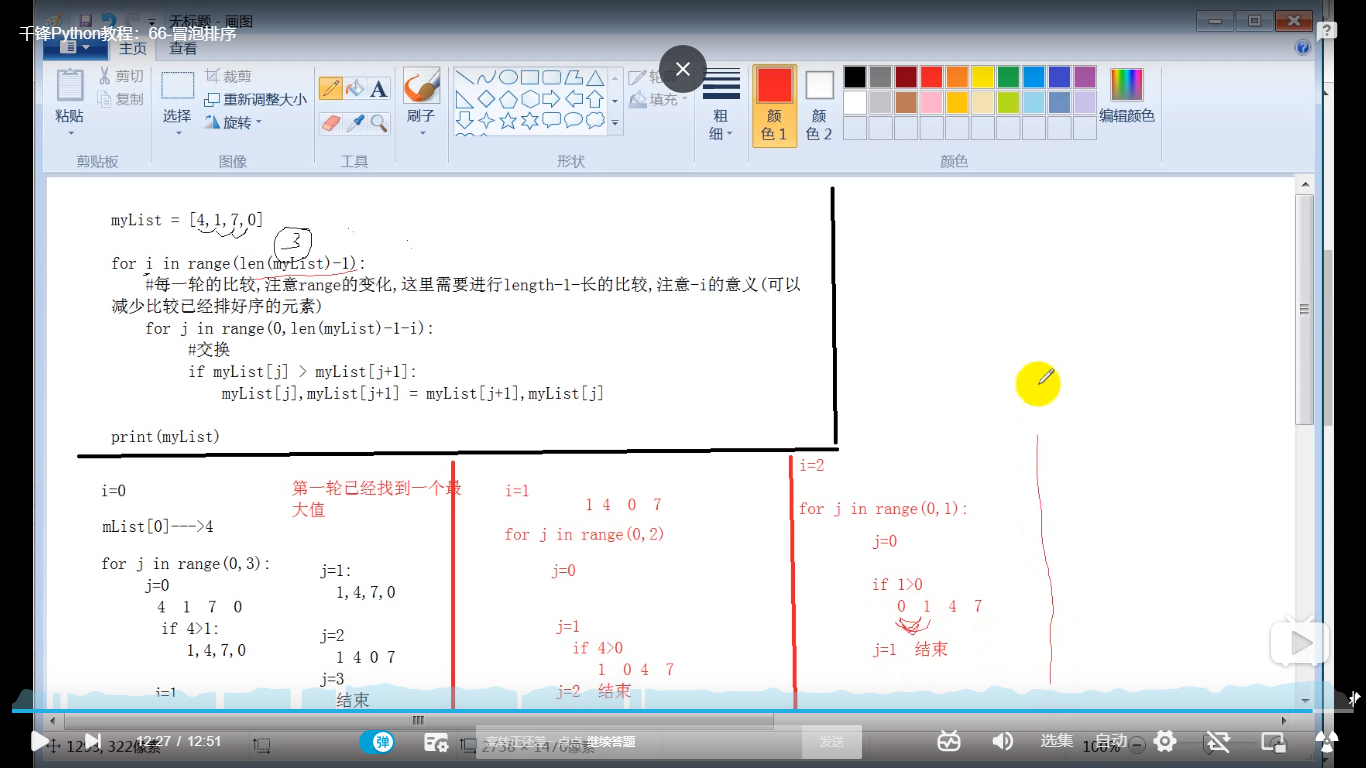 无标题 - 画图
千锋Python教程：66-冒泡排序
主页 查看
剪切
复制
粘贴
剪贴板
裁剪
重新调整大小
旋转
选择
图像
A
工具
刷子
填充
形状
粗细
颜色 1
颜色 2
编辑颜色
颜色
myList = [4,1,7,0]
3
for i in range(len(myList)-1):
#每一轮的比较,注意range的变化,这里需要进行length-1-长的比较,注意-i的意义(可以
减少比较已经排好序的元素)
for j in range(0,len(myList)-1-i):
#交换
if myList[j] > myList[j+1]:
myList[j],myList[j+1] = myList[j+1],myList[j]
print(myList)
i=0
mList[0]--->4
for j in range(0,3):
j=0
4 1 7 0
if 4>1:
1,4,7,0
j=1
第一轮已经找到一个最
大值
j=1:
1,4,7,0
j=2
1 4 0 7
j=3
结束
i=1
1 4 0 7
for j in range(0,2)
j=0
j=1
if 4>0
1 0 4 7
j=2 结束
i=2
for j in range(0,1):
j=0
if 1>0
0 1 4 7
j=1 结束
12:27 / 12:51
弹
继续答题
发送
选集
自动
100%